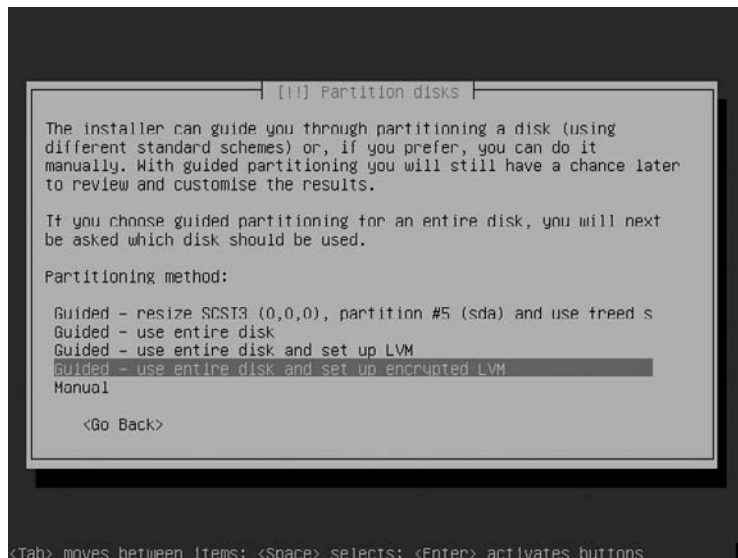 [!!] Partition disks
The installer can guide you through partitioning a disk (using
different standard schemes) or, if you prefer, you can do it
manually. With guided partitioning you will still have a chance later
to review and customise the results.
If you choose guided partitioning for an entire disk, you will next
be asked which disk should be used.
Partitioning method:
Guided - resize SCSI3 (0,0,0), partition #5 (sda) and use freed s
Guided - use entire disk
Guided - use entire disk and set up LVM
Guided - use entire disk and set up encrypted LVM
Manual
<Go Back>
<Tab> moves between items; <Space> selects; <Enter> activates buttons